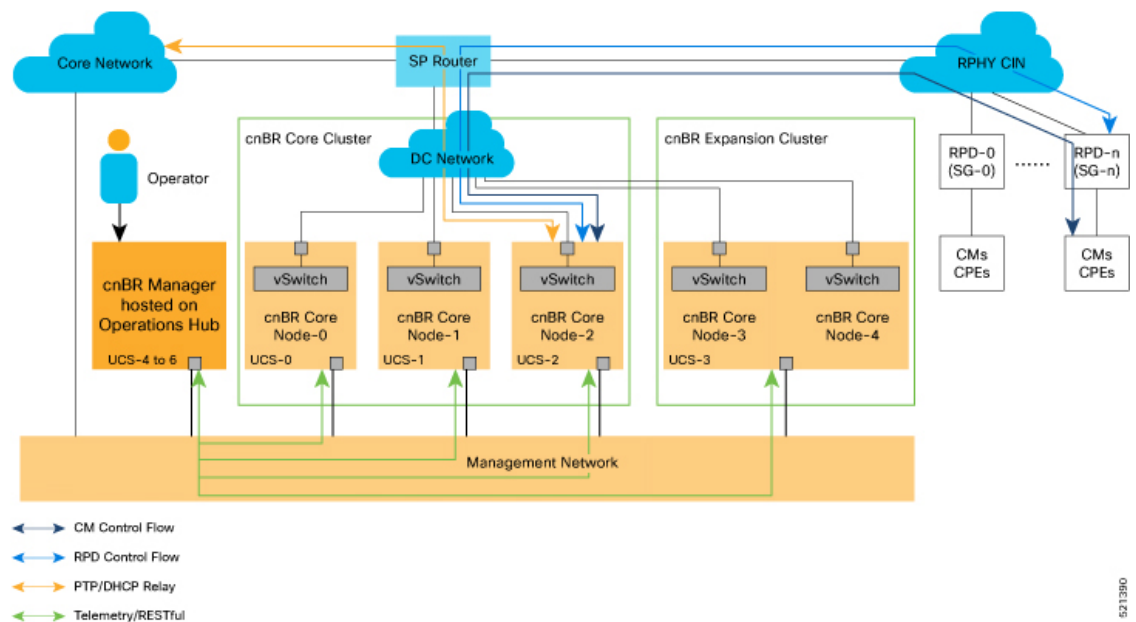 Core Network
SP Router
RPHY CIN
cnBR Core Cluster
DC Network
cnBR Expansion Cluster
Operator
RPD-0
(SG-0)
......
RPD-n
(SG-n)
cnBR Manager
hosted on
Operations Hub
UCS-4 to 6
vSwitch
cnBR Core
Node-0
UCS-0
vSwitch
cnBR Core
Node-1
UCS-1
vSwitch
cnBR Core
Node-2
UCS-2
vSwitch
cnBR Core
Node-3
UCS-3
vSwitch
cnBR Core
Node-4
CMs
CPEs
CMs
CPEs
Management Network
CM Control Flow
RPD Control Flow
PTP/DHCP Relay
Telemetry/RESTful
521390